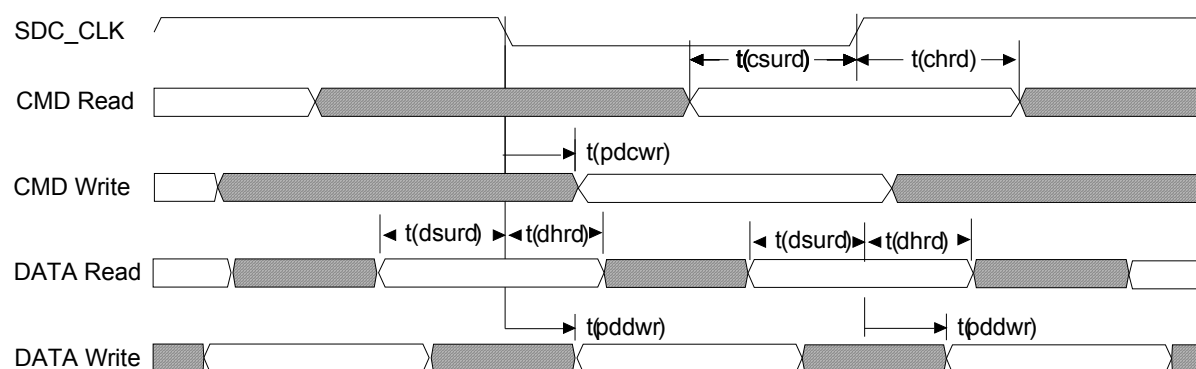 SDC_CLK
t(csurd) t(chrd)
CMD Read
t(pdcwr)
CMD Write
t(dsurd) t(dhrd) t(dsurd) t(dhrd)
DATA Read
t(pddwr) t(pddwr)
DATA Write